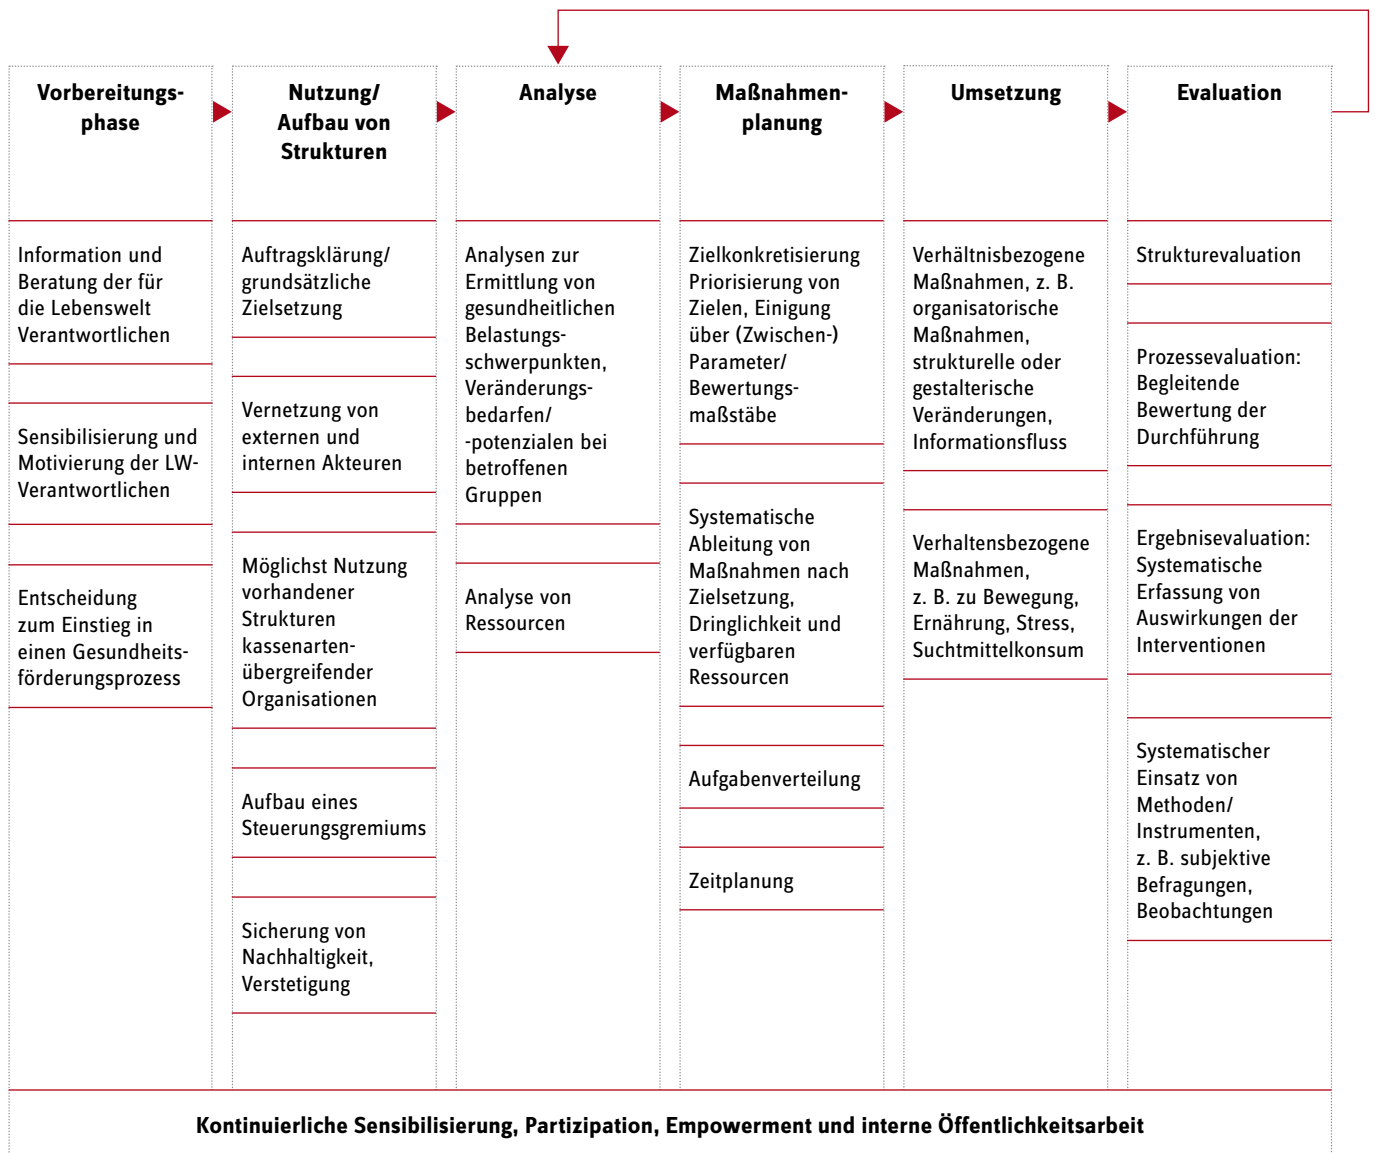 Vorbereitungs-
phase
Nutzung/
Aufbau von
Strukturen
Analyse
Maßnahmen-
planung
Umsetzung
Evaluation
Information und
Beratung der für
die Lebenswelt
Verantwortlichen
Sensibilisierung und
Motivierung der LW-
Verantwortlichen
Entscheidung
zum Einstieg in
einen Gesundheits-
förderungsprozess
Auftragsklärung/
grundsätzliche
Zielsetzung
Vernetzung von
externen und
internen Akteuren
Möglichst Nutzung
vorhandener
Strukturen
kassenarten-
übergreifender
Organisationen
Aufbau eines
Steuerungsgremiums
Sicherung von
Nachhaltigkeit,
Verstetigung
Analysen zur
Ermittlung von
gesundheitlichen
Belastungs-
schwerpunkten,
Veränderungs-
bedarfen/
-potenzialen bei
betroffenen
Gruppen
Analyse von
Ressourcen
Zielkonkretisierung
Priorisierung von
Zielen, Einigung
über (Zwischen-)
Parameter/
Bewertungs-
maßstäbe
Systematische
Ableitung von
Maßnahmen nach
Zielsetzung,
Dringlichkeit und
verfügbaren
Ressourcen
Aufgabenverteilung
Zeitplanung
Verhältnisbezogene
Maßnahmen, z. B.
organisatorische
Maßnahmen,
strukturelle oder
gestalterische
Veränderungen,
Informationsfluss
Verhaltensbezogene
Maßnahmen,
z. B. zu Bewegung,
Ernährung, Stress,
Suchtmittelkonsum
Strukturevaluation
Prozessevaluation:
Begleitende
Bewertung der
Durchführung
Ergebnisevaluation:
Systematische
Erfassung von
Auswirkungen der
Interventionen
Systematischer
Einsatz von
Methoden/
Instrumenten,
z. B. subjektive
Befragungen,
Beobachtungen
Kontinuierliche Sensibilisierung, Partizipation, Empowerment und interne Öffentlichkeitsarbeit